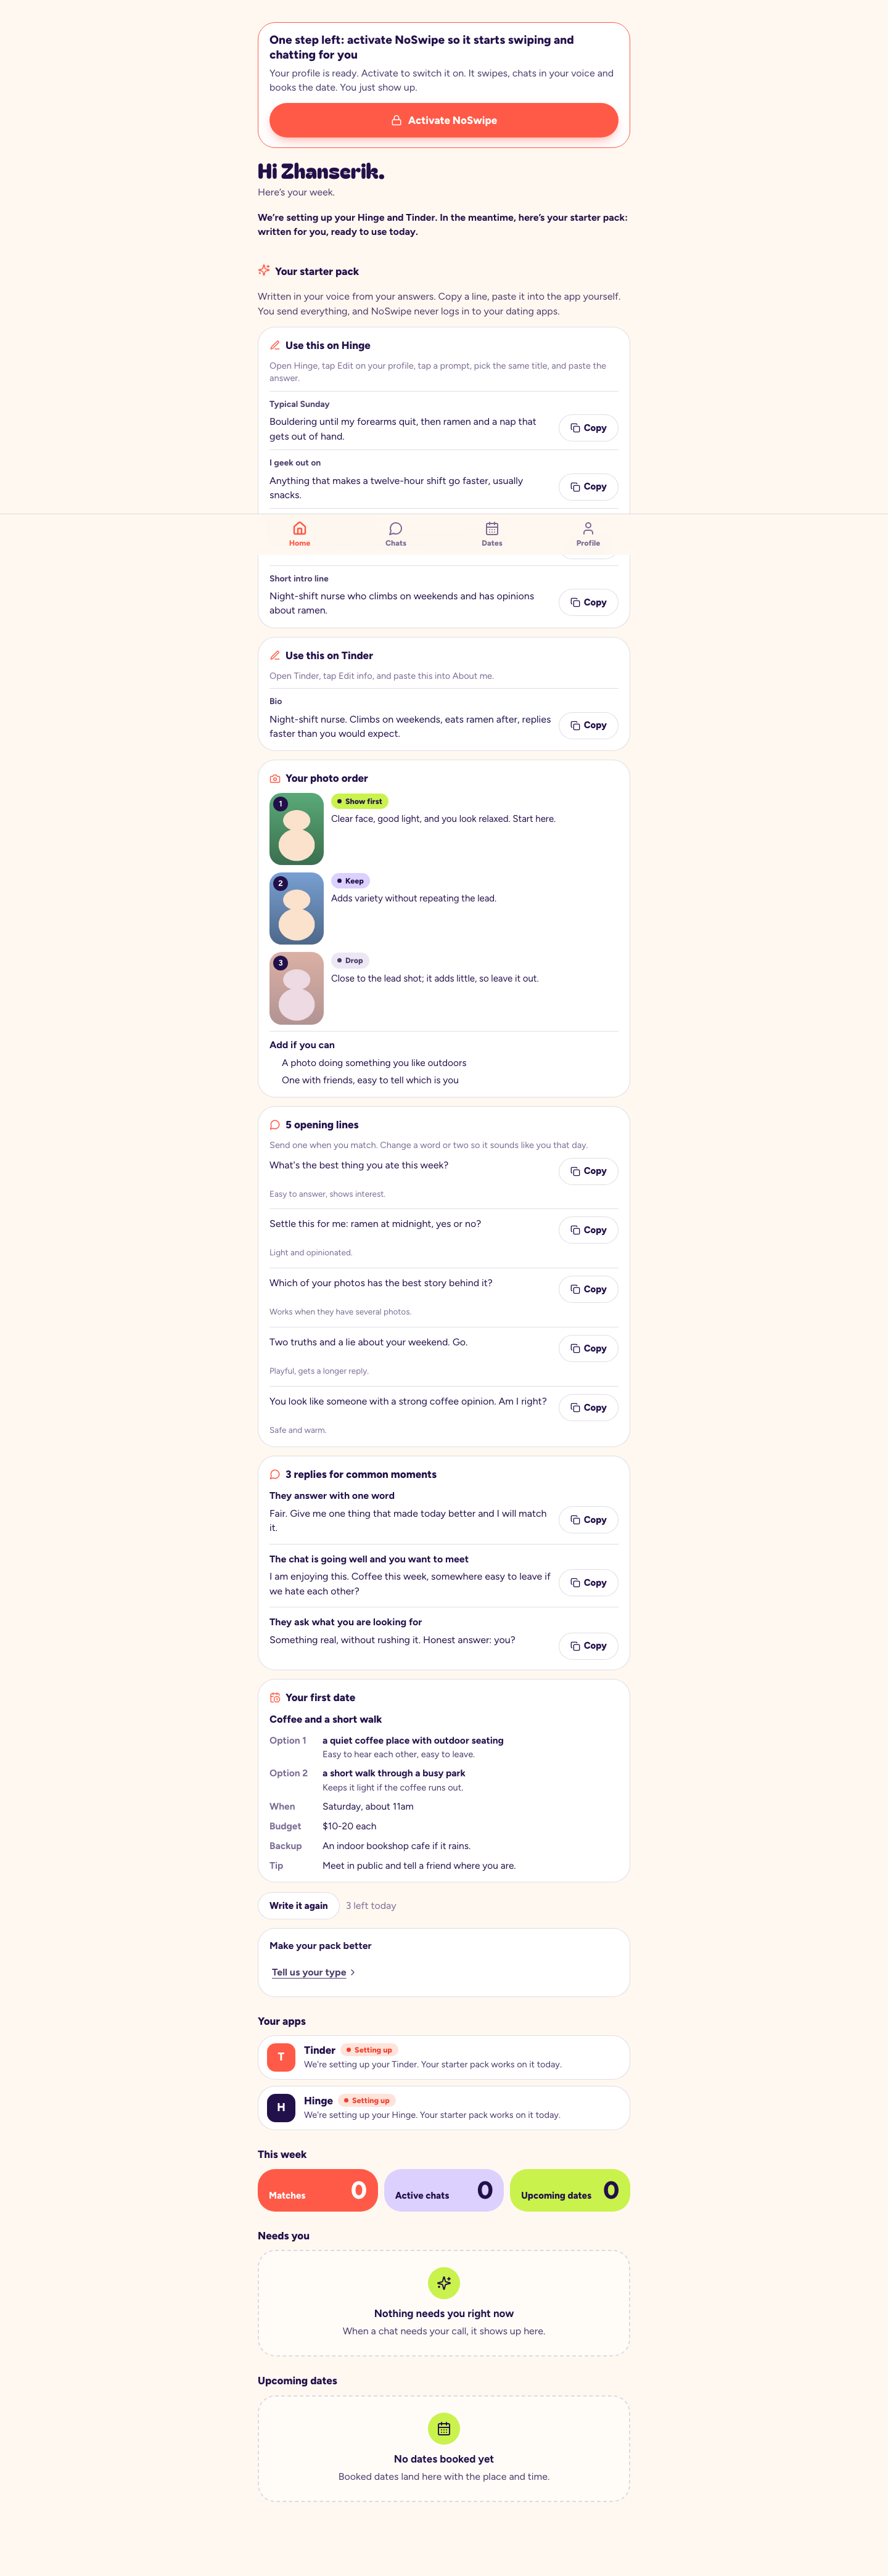 One step left: activate NoSwipe so it starts swiping and
chatting for you
Your profile is ready. Activate to switch it on. It swipes, chats in your voice and
books the date. You just show up.
Activate NoSwipe
Hi Zhanserik.
Here's your week.
We're setting up your Hinge and Tinder. In the meantime, here's your starter pack:
written for you, ready to use today.
Your starter pack
Written in your voice from your answers. Copy a line, paste it into the app yourself.
You send everything, and NoSwipe never logs in to your dating apps.
Use this on Hinge
Open Hinge, tap Edit on your profile, tap a prompt, pick the same title, and paste the
answer.
Typical Sunday
Bouldering until my forearms quit, then ramen and a nap that
gets out of hand.
Copy
I geek out on
Anything that makes a twelve-hour shift go faster, usually
snacks.
Copy
Home
Chats
Dates
Profile
Short intro line
Night-shift nurse who climbs on weekends and has opinions
about ramen.
Copy
Use this on Tinder
Open Tinder, tap Edit info, and paste this into About me.
Bio
Night-shift nurse. Climbs on weekends, eats ramen after, replies
faster than you would expect.
Copy
Your photo order
1
Show first
Clear face, good light, and you look relaxed. Start here.
2
Keep
Adds variety without repeating the lead.
3
Drop
Close to the lead shot; it adds little, so leave it out.
Add if you can
A photo doing something you like outdoors
One with friends, easy to tell which is you
5 opening lines
Send one when you match. Change a word or two so it sounds like you that day.
What's the best thing you ate this week?
Copy
Easy to answer, shows interest.
Settle this for me: ramen at midnight, yes or no?
Copy
Light and opinionated.
Which of your photos has the best story behind it?
Copy
Works when they have several photos.
Two truths and a lie about your weekend. Go.
Copy
Playful, gets a longer reply.
You look like someone with a strong coffee opinion. Am I right?
Copy
Safe and warm.
3 replies for common moments
They answer with one word
Fair. Give me one thing that made today better and I will match
it.
Copy
The chat is going well and you want to meet
I am enjoying this. Coffee this week, somewhere easy to leave if
we hate each other?
Copy
They ask what you are looking for
Something real, without rushing it. Honest answer: you?
Copy
Your first date
Coffee and a short walk
Option 1 a quiet coffee place with outdoor seating
Easy to hear each other, easy to leave.
Option 2 a short walk through a busy park
Keeps it light if the coffee runs out.
When Saturday, about 11am
Budget $10-20 each
Backup An indoor bookshop cafe if it rains.
Tip Meet in public and tell a friend where you are.
Write it again 3 left today
Make your pack better
Tell us your type
Your apps
T
Tinder Setting up
We're setting up your Tinder. Your starter pack works on it today.
H
Hinge Setting up
We're setting up your Hinge. Your starter pack works on it today.
This week
Matches 0
Active chats 0
Upcoming dates 0
Needs you
Nothing needs you right now
When a chat needs your call, it shows up here.
Upcoming dates
No dates booked yet
Booked dates land here with the place and time.